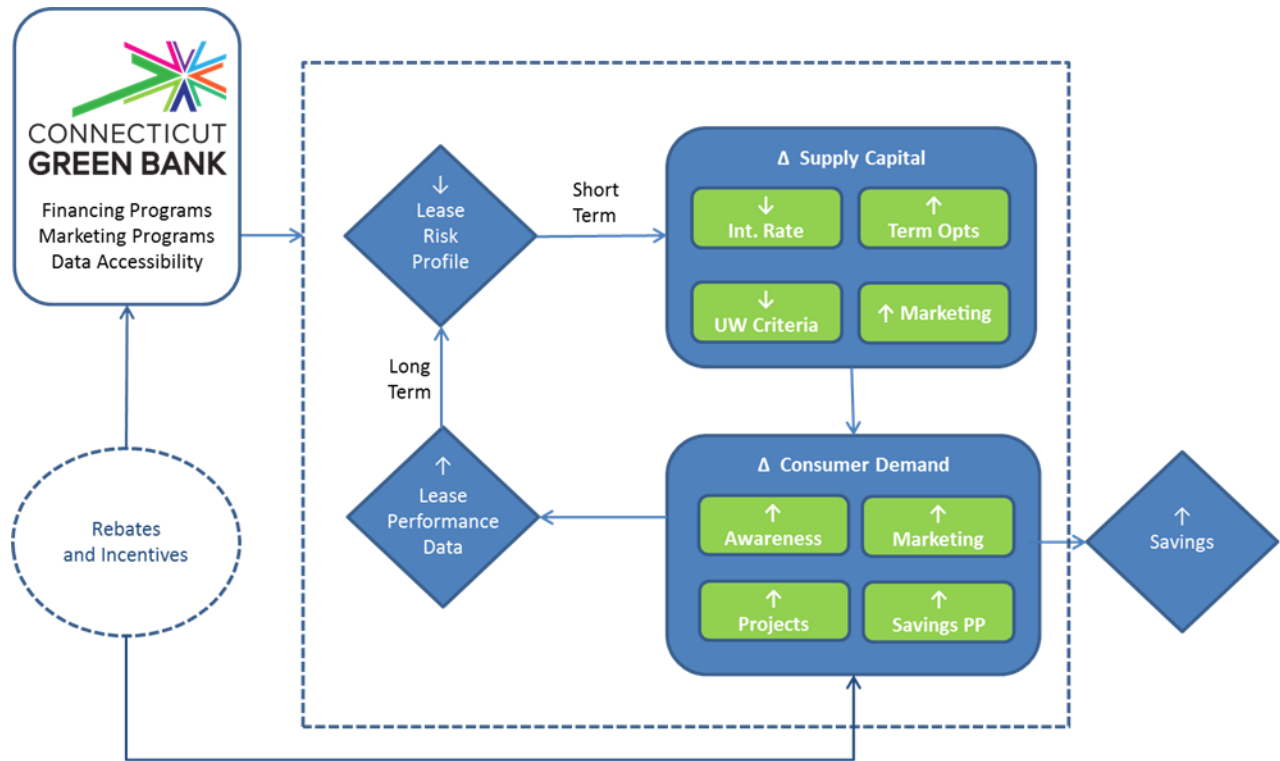 CONNECTICUT
GREEN BANK
Financing Programs
Marketing Programs
Data Accessibility
↓
Lease
Risk
Profile
Short
Term
Δ Supply Capital
↓
Int. Rate
↑
Term Opts
↓
UW Criteria
↑ Marketing
Long
Term
↑
Lease
Performance
Data
Δ Consumer Demand
↑
Awareness
↑
Marketing
↑
Projects
↑
Savings PP
↑
Savings
Rebates
and Incentives